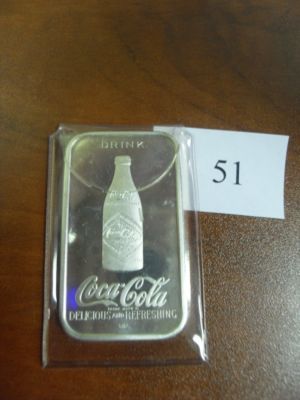 DRINK
51
Coca-Cola
DELICIOUS AND REFRESHING